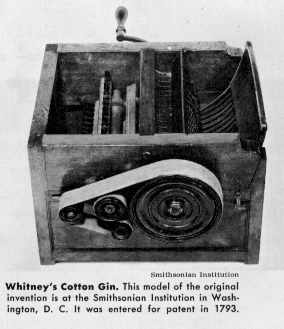 Smithsonian Institution
Whitney's Cotton Gin. This model of the original
invention is at the Smithsonian Institution in Wash-
ington, D. C. It was entered for patent in 1793.